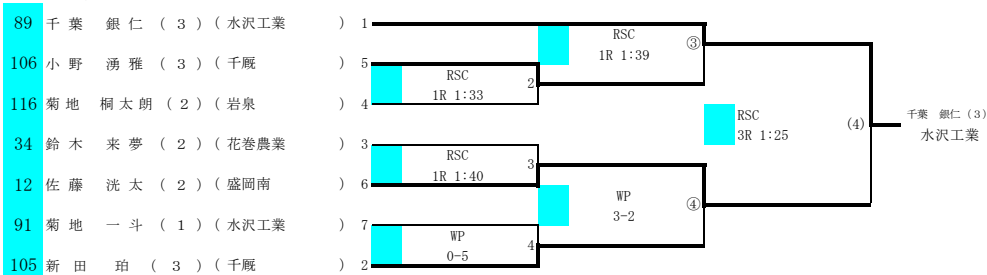 89 千葉 銀仁 (3) (水沢工業 ) 1
RSC
1R 1:39
③
106 小野 湧雅 (3) (千厩 ) 5
RSC
1R 1:33
2
116 菊地 桐太朗 (2) (岩泉 ) 4
RSC
3R 1:25
(4)
千葉 銀仁(3)
水沢工業
34 鈴木 来夢 (2) (花巻農業 ) 3
RSC
1R 1:40
3
12 佐藤 洸太 (2) (盛岡南 ) 6
WP
3-2
④
91 菊地 一斗 (1) (水沢工業 ) 7
WP
0-5
4
105 新田 珀 (3) (千厩 ) 2